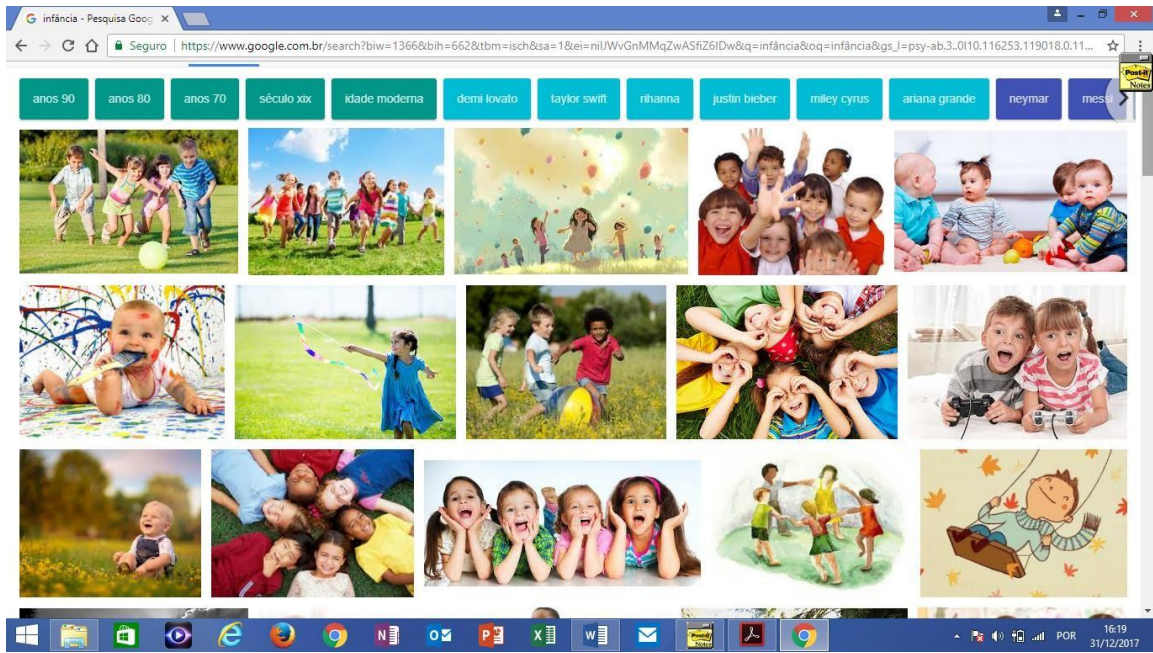 infância - Pesquisa Goog
Seguro
https://www.google.com.br/search?biw=1366&bih=662&tbm=isch&sa=1&ei=niIJWvGnMMqZwASfiZ6IDw&q=infância&oq=infância&gs_l=psy-ab.3..0l10.116253.119018.0.11...
Post-it
Notes
anos 90
anos 80
anos 70
século xix
idade moderna
demi lovato
taylor swift
rihanna
justin bieber
miley cyrus
ariana grande
neymar
messi
POR
16:19
31/12/2017